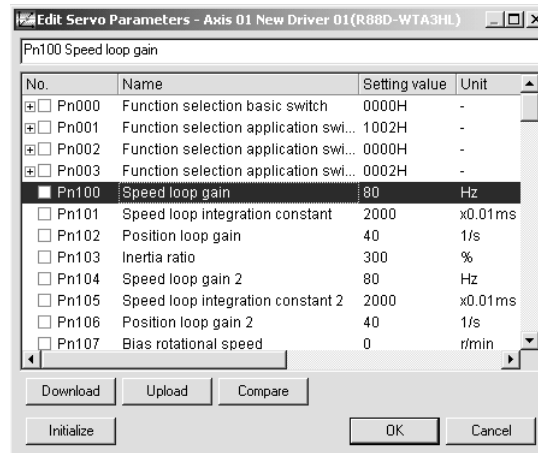 Edit Servo Parameters - Axis 01 New Driver 01(R88D-WTA3HL)
Pn100 Speed loop gain
No. Name Setting value Unit
Pn000 Function selection basic switch 0000H -
Pn001 Function selection application swi... 1002H -
Pn002 Function selection application swi... 0000H -
Pn003 Function selection application swi... 0002H -
Pn100 Speed loop gain 80 Hz
Pn101 Speed loop integration constant 2000 x0.01ms
Pn102 Position loop gain 40 1/s
Pn103 Inertia ratio 300 %
Pn104 Speed loop gain 2 80 Hz
Pn105 Speed loop integration constant 2 2000 x0.01ms
Pn106 Position loop gain 2 40 1/s
Pn107 Bias rotational speed 0 r/min
Download Upload Compare
Initialize OK Cancel